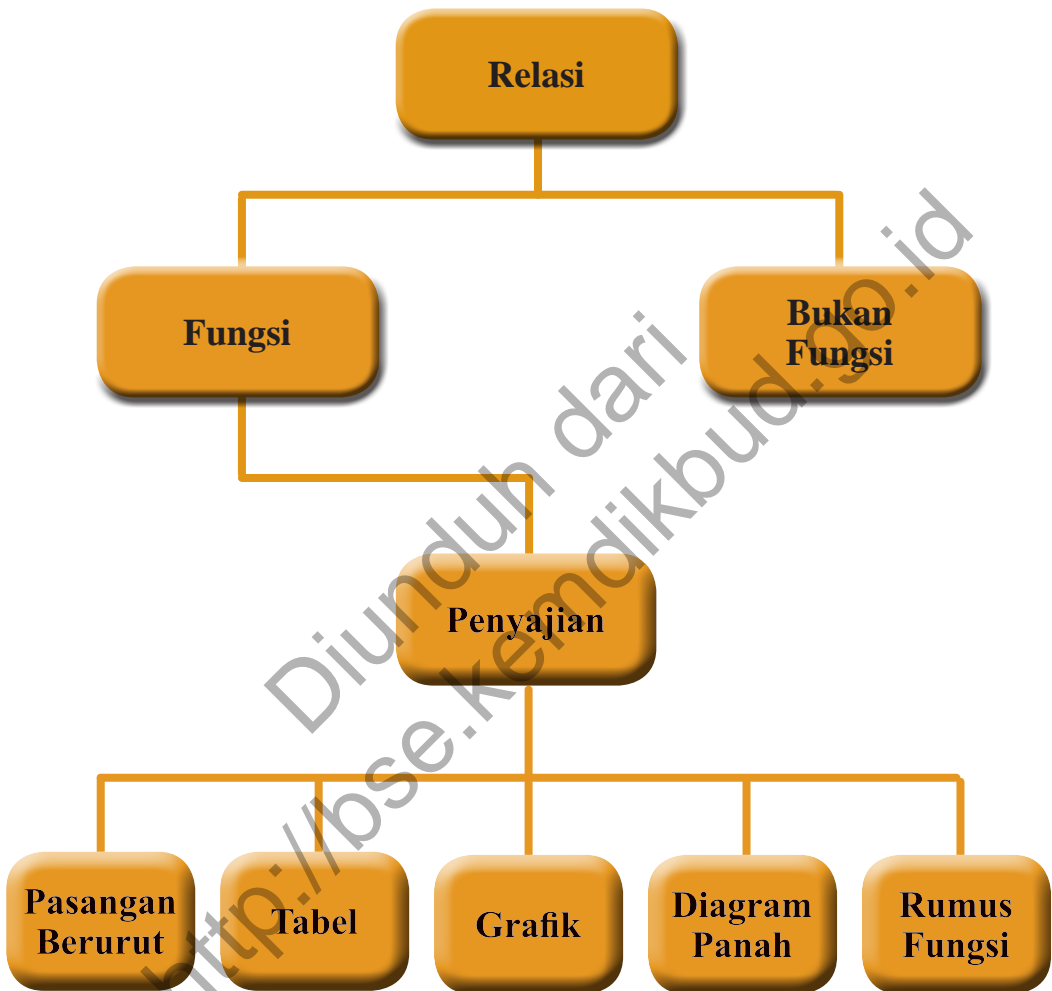 Relasi
Fungsi
Bukan
Fungsi
Penyajian
Pasangan
Berurut
Tabel
Grafik
Diagram
Panah
Rumus
Fungsi
Diunduh dari
http://bse.kemdikbud.go.id